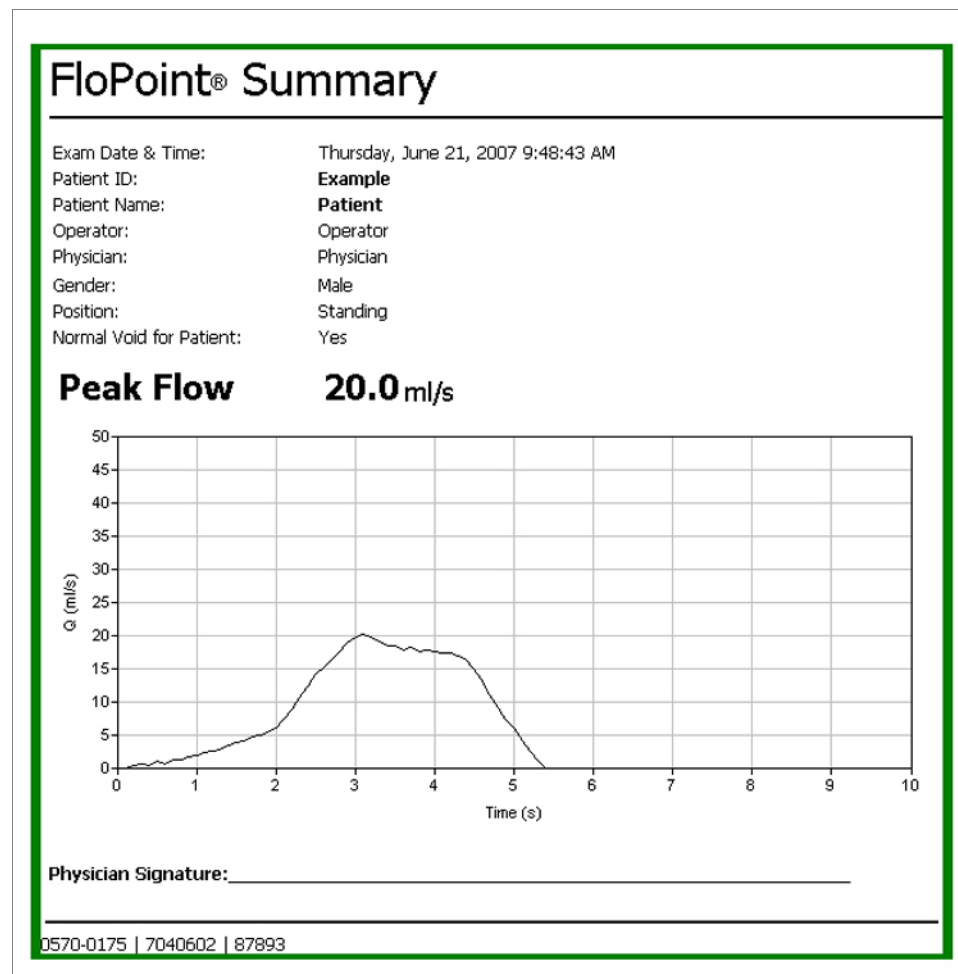 FloPoint® Summary
Exam Date & Time: Thursday, June 21, 2007 9:48:43 AM
Patient ID: Example
Patient Name: Patient
Operator: Operator
Physician: Physician
Gender: Male
Position: Standing
Normal Void for Patient: Yes
Peak Flow 20.0 ml/s
50
45
40
35
30
25
20
15
10
5
0
Q (ml/s)
0 1 2 3 4 5 6 7 8 9 10
Time (s)
Physician Signature:
0570-0175 | 7040602 | 87893